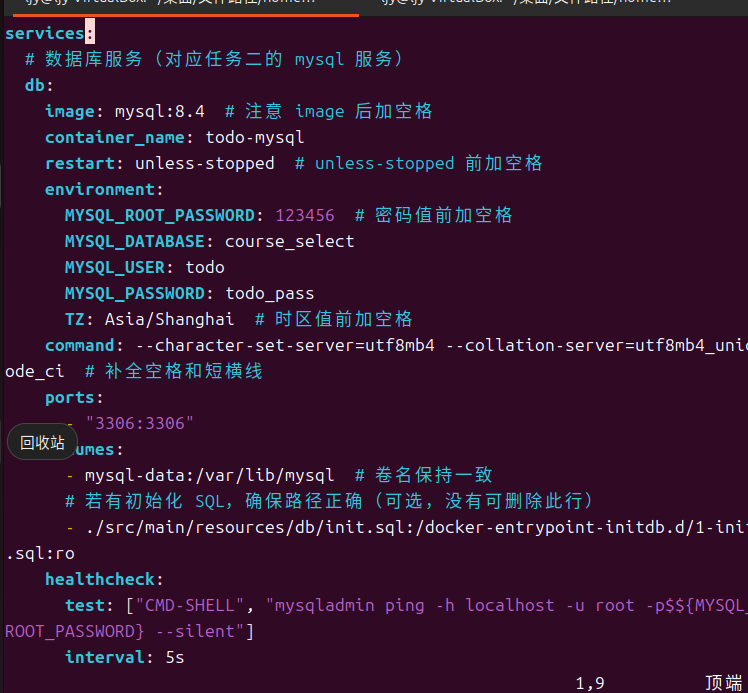 services:
# 数据库服务（对应任务二的 mysql 服务）
db:
image: mysql:8.4 # 注意 image 后加空格
container_name: todo-mysql
restart: unless-stopped # unless-stopped 前加空格
environment:
MYSQL_ROOT_PASSWORD: 123456 # 密码值前加空格
MYSQL_DATABASE: course_select
MYSQL_USER: todo
MYSQL_PASSWORD: todo_pass
TZ: Asia/Shanghai # 时区值前加空格
command: --character-set-server=utf8mb4 --collation-server=utf8mb4_unic
ode_ci # 补全空格和短横线
ports:
- "3306:3306"
回收站
umes:
- mysql-data:/var/lib/mysql # 卷名保持一致
# 若有初始化 SQL，确保路径正确（可选，没有可删除此行）
- ./src/main/resources/db/init.sql:/docker-entrypoint-initdb.d/1-init
.sql:ro
healthcheck:
test: ["CMD-SHELL", "mysqladmin ping -h localhost -u root -p$${MYSQL_
ROOT_PASSWORD} --silent"]
interval: 5s
1,9 顶端